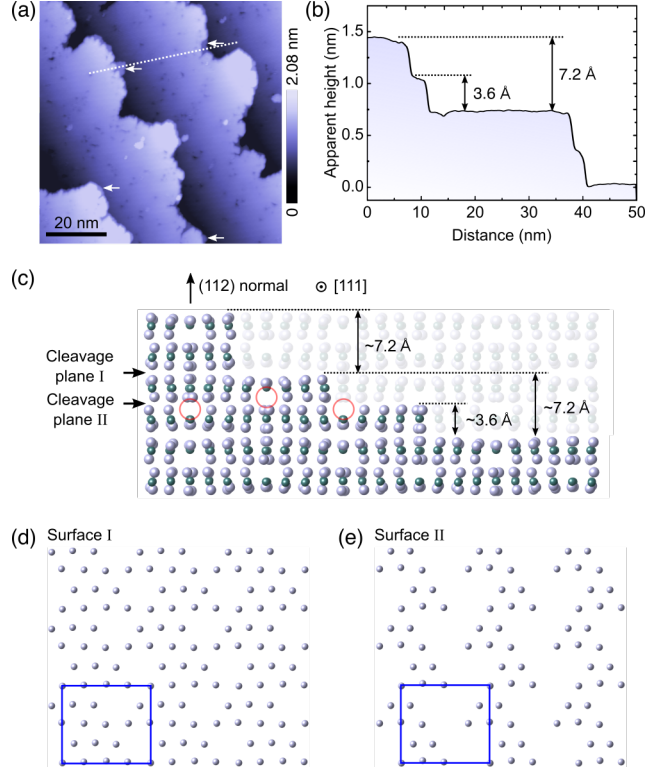 (a)
20 nm
2.08 nm
0
(b)
Apparent height (nm)
1.5
1.0
0.5
0.0
7.2 Å
3.6 Å
0 10 20 30 40 50
Distance (nm)
(c)
(112) normal
[111]
Cleavage
plane I
Cleavage
plane II
~7.2 Å
~7.2 Å
~3.6 Å
(d) Surface I
(e) Surface II